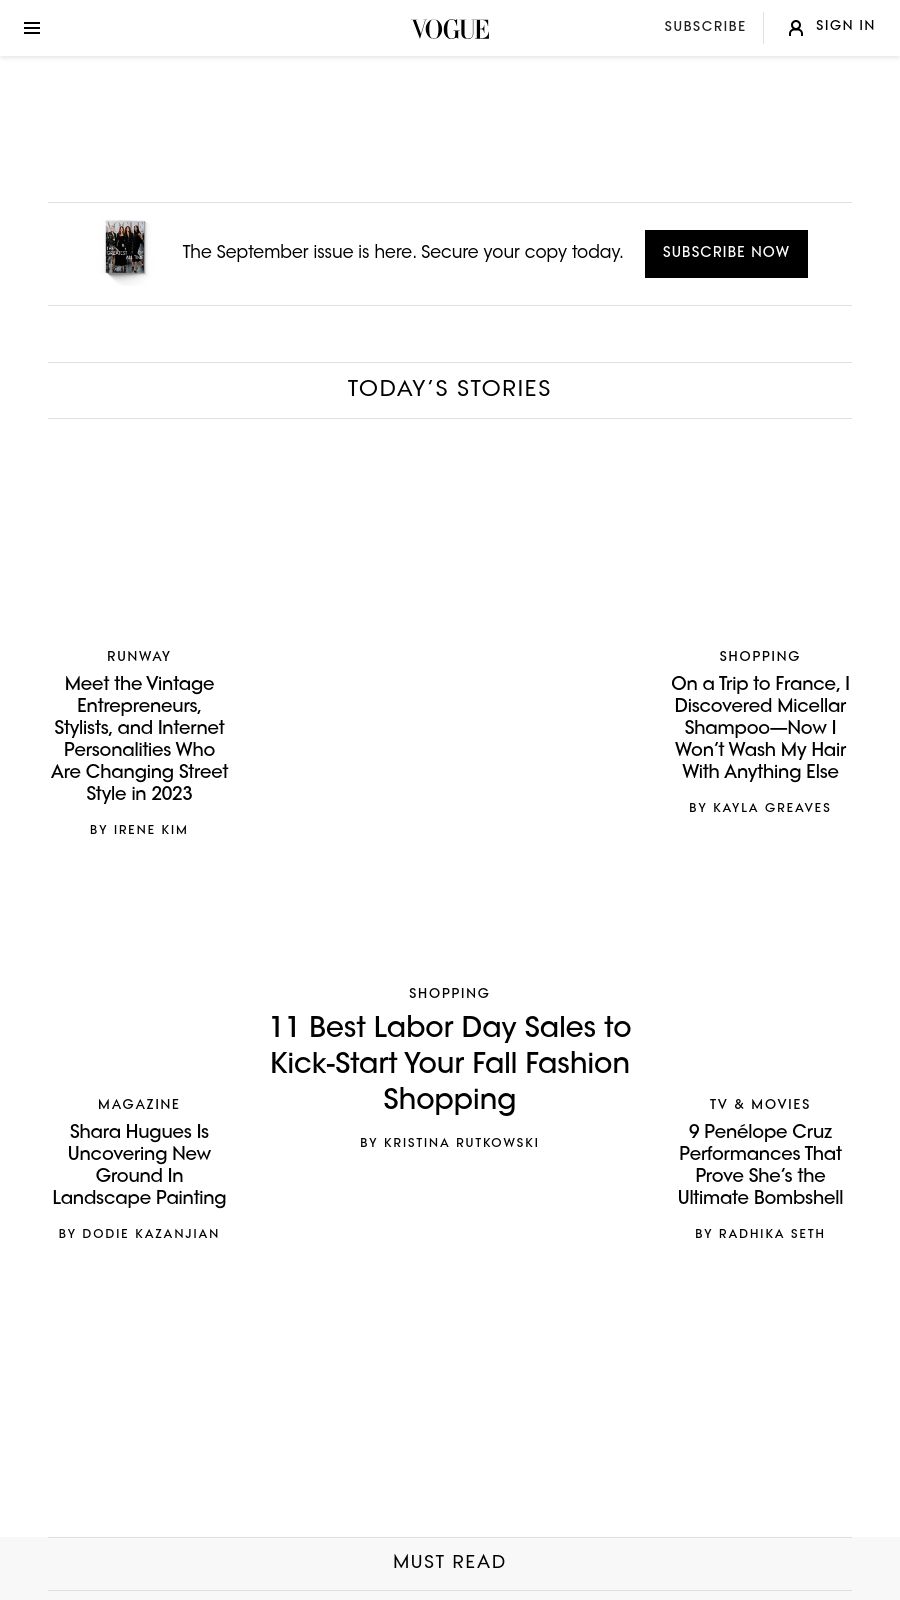 VOGUE
SUBSCRIBE
SIGN IN
The September issue is here. Secure your copy today.
SUBSCRIBE NOW
TODAY’S STORIES
RUNWAY
Meet the Vintage
Entrepreneurs,
Stylists, and Internet
Personalities Who
Are Changing Street
Style in 2023
BY IRENE KIM
MAGAZINE
Shara Hugues Is
Uncovering New
Ground In
Landscape Painting
BY DODIE KAZANJIAN
SHOPPING
11 Best Labor Day Sales to
Kick-Start Your Fall Fashion
Shopping
BY KRISTINA RUTKOWSKI
SHOPPING
On a Trip to France, I
Discovered Micellar
Shampoo—Now I
Won’t Wash My Hair
With Anything Else
BY KAYLA GREAVES
TV & MOVIES
9 Penélope Cruz
Performances That
Prove She’s the
Ultimate Bombshell
BY RADHIKA SETH
MUST READ